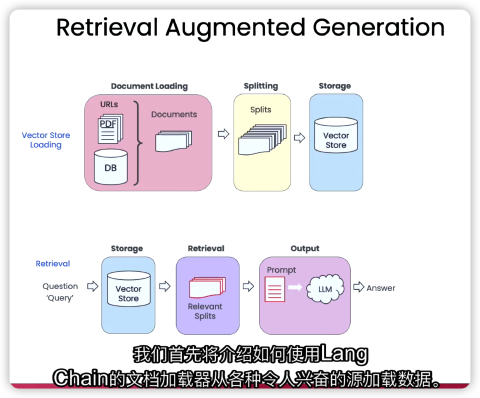 Retrieval Augmented Generation
Document Loading
Splitting
Storage
URLs
Documents
Splits
PDF
Vector Store
Loading
DB
Vector
Store
Storage
Retrieval
Output
Retrieval
Prompt
Question
'Query'
Vector
Store
LLM
Answer
Relevant
Splits
我们首先将介绍如何使用Lang
Chain的文档加载器从各种令人兴奋的源加载数据。